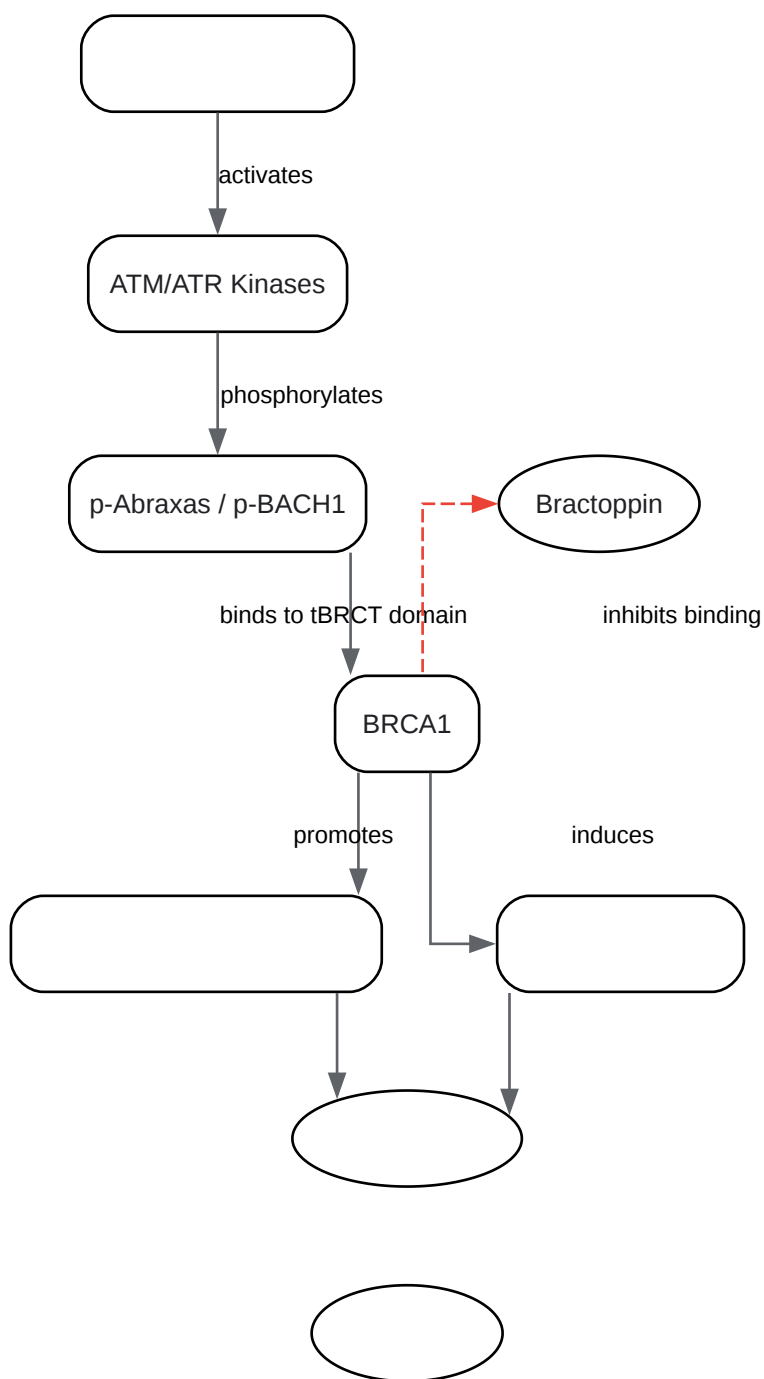 activates
ATM/ATR Kinases
phosphorylates
p-Abraxas / p-BACH1
Bractoppin
binds to tBRCT domain
inhibits binding
BRCA1
promotes
induces